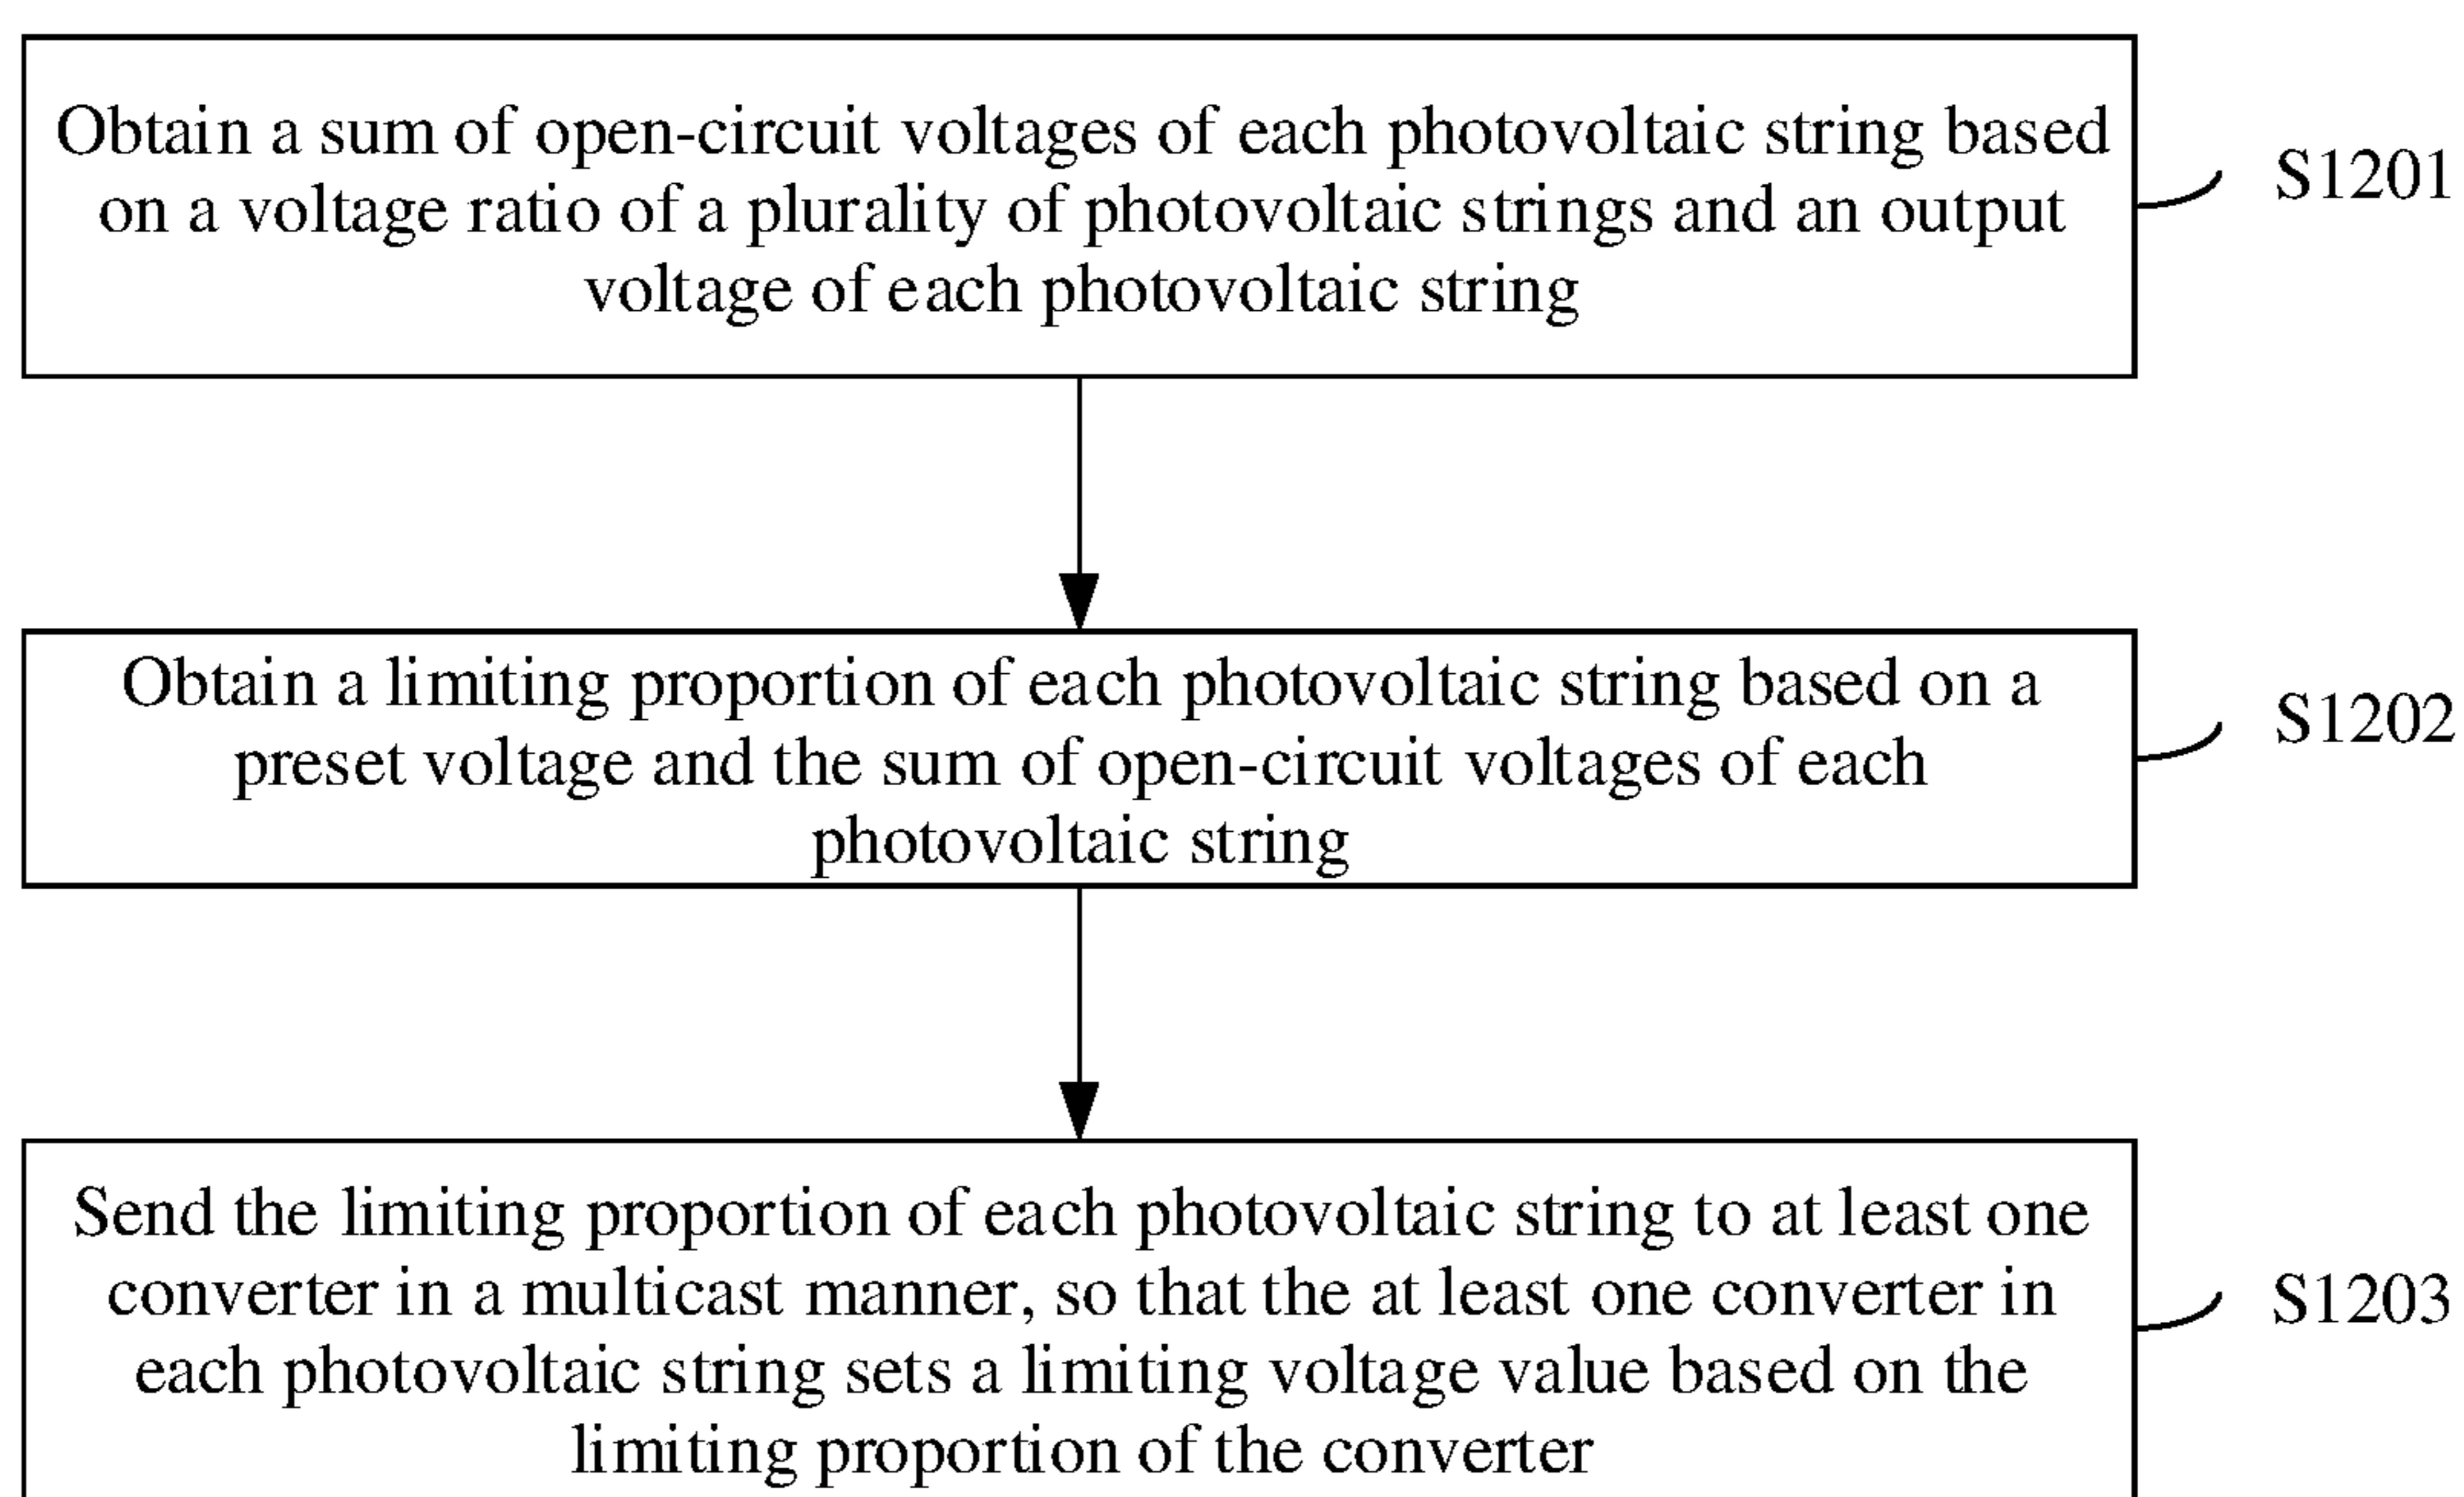 Obtain a sum of open-circuit voltages of each photovoltaic string based
on a voltage ratio of a plurality of photovoltaic strings and an output
voltage of each photovoltaic string
S1201
Obtain a limiting proportion of each photovoltaic string based on a
preset voltage and the sum of open-circuit voltages of each
photovoltaic string
S1202
Send the limiting proportion of each photovoltaic string to at least one
converter in a multicast manner, so that the at least one converter in
each photovoltaic string sets a limiting voltage value based on the
limiting proportion of the converter
S1203